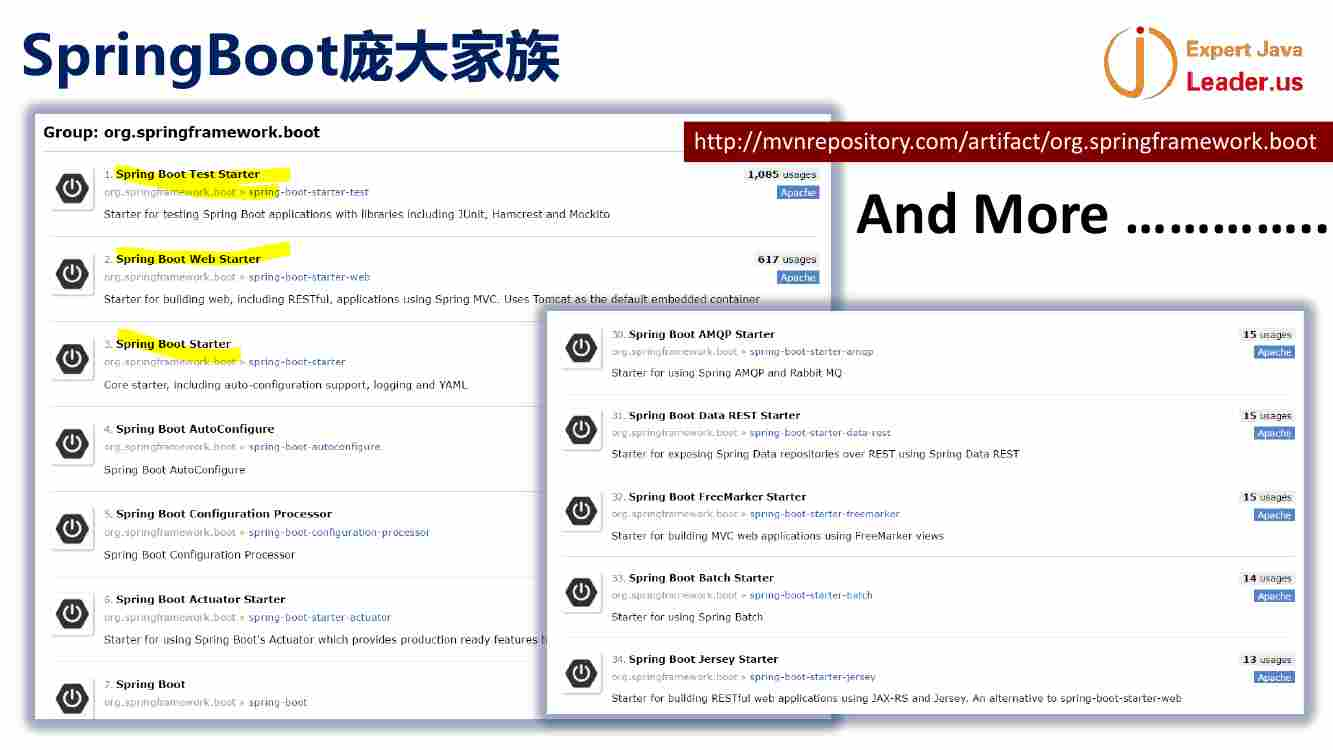 SpringBoot庞大家族
Expert Java
Leader.us
http://mvnrepository.com/artifact/org.springframework.boot
And More …………..
Group: org.springframework.boot
1. Spring Boot Test Starter
1,085 usages
org.springframework.boot » spring-boot-starter-test
Apache
Starter for testing Spring Boot applications with libraries including JUnit, Hamcrest and Mockito
2. Spring Boot Web Starter
617 usages
org.springframework.boot » spring-boot-starter-web
Apache
Starter for building web, including RESTful, applications using Spring MVC. Uses Tomcat as the default embedded container
3. Spring Boot Starter
org.springframework.boot » spring-boot-starter
Core starter, including auto-configuration support, logging and YAML
4. Spring Boot AutoConfigure
org.springframework.boot » spring-boot-autoconfigure
Spring Boot AutoConfigure
5. Spring Boot Configuration Processor
org.springframework.boot » spring-boot-configuration-processor
Spring Boot Configuration Processor
6. Spring Boot Actuator Starter
org.springframework.boot » spring-boot-starter-actuator
Starter for using Spring Boot's Actuator which provides production ready features
7. Spring Boot
org.springframework.boot » spring-boot
30. Spring Boot AMQP Starter
15 usages
org.springframework.boot » spring-boot-starter-amqp
Apache
Starter for using Spring AMQP and Rabbit MQ
31. Spring Boot Data REST Starter
15 usages
org.springframework.boot » spring-boot-starter-data-rest
Apache
Starter for exposing Spring Data repositories over REST using Spring Data REST
32. Spring Boot FreeMarker Starter
15 usages
org.springframework.boot » spring-boot-starter-freemarker
Apache
Starter for building MVC web applications using FreeMarker views
33. Spring Boot Batch Starter
14 usages
org.springframework.boot » spring-boot-starter-batch
Apache
Starter for using Spring Batch
34. Spring Boot Jersey Starter
13 usages
org.springframework.boot » spring-boot-starter-jersey
Apache
Starter for building RESTful web applications using JAX-RS and Jersey. An alternative to spring-boot-starter-web